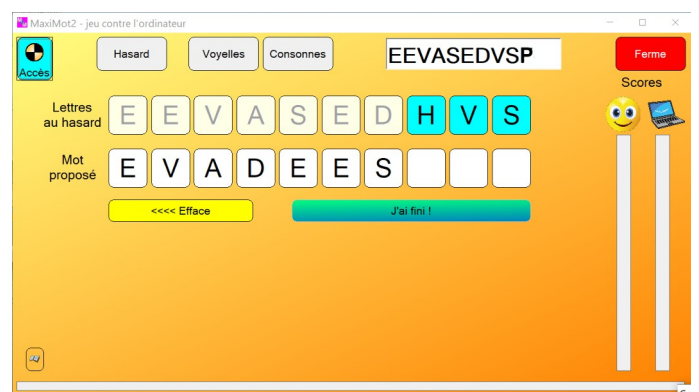 MaxiMot2 - jeu contre l'ordinateur
Accès
Hasard
Voyelles
Consonnes
EEVASEDVSP
Ferme
Scores
Lettres
au hasard
E E V A S E D H V S
Mot
proposé
E V A D E E S
<<<< Efface
J'ai fini !